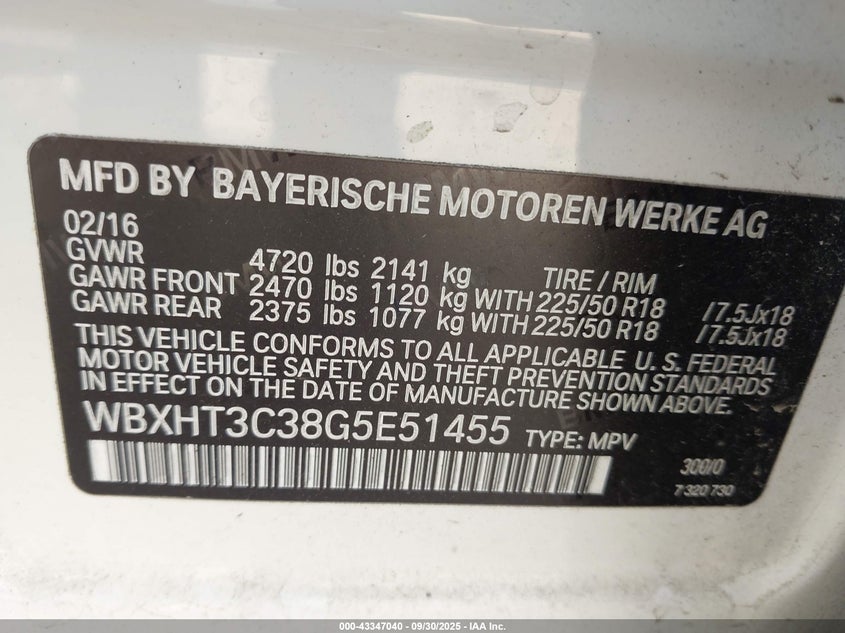 MFD BY BAYERISCHE MOTOREN WERKE AG
02/16
GVWR 4720 lbs 2141 kg TIRE / RIM
GAWR FRONT 2470 lbs 1120 kg WITH 225/50 R18 /7.5Jx18
GAWR REAR 2375 lbs 1077 kg WITH 225/50 R18 /7.5Jx18
THIS VEHICLE CONFORMS TO ALL APPLICABLE U. S. FEDERAL
MOTOR VEHICLE SAFETY AND THEFT PREVENTION STANDARDS
IN EFFECT ON THE DATE OF MANUFACTURE SHOWN ABOVE.
WBXHT3C38G5E51455 TYPE: MPV
300/0
7 320 730
000-43347040 - 09/30/2025 - IAA Inc.